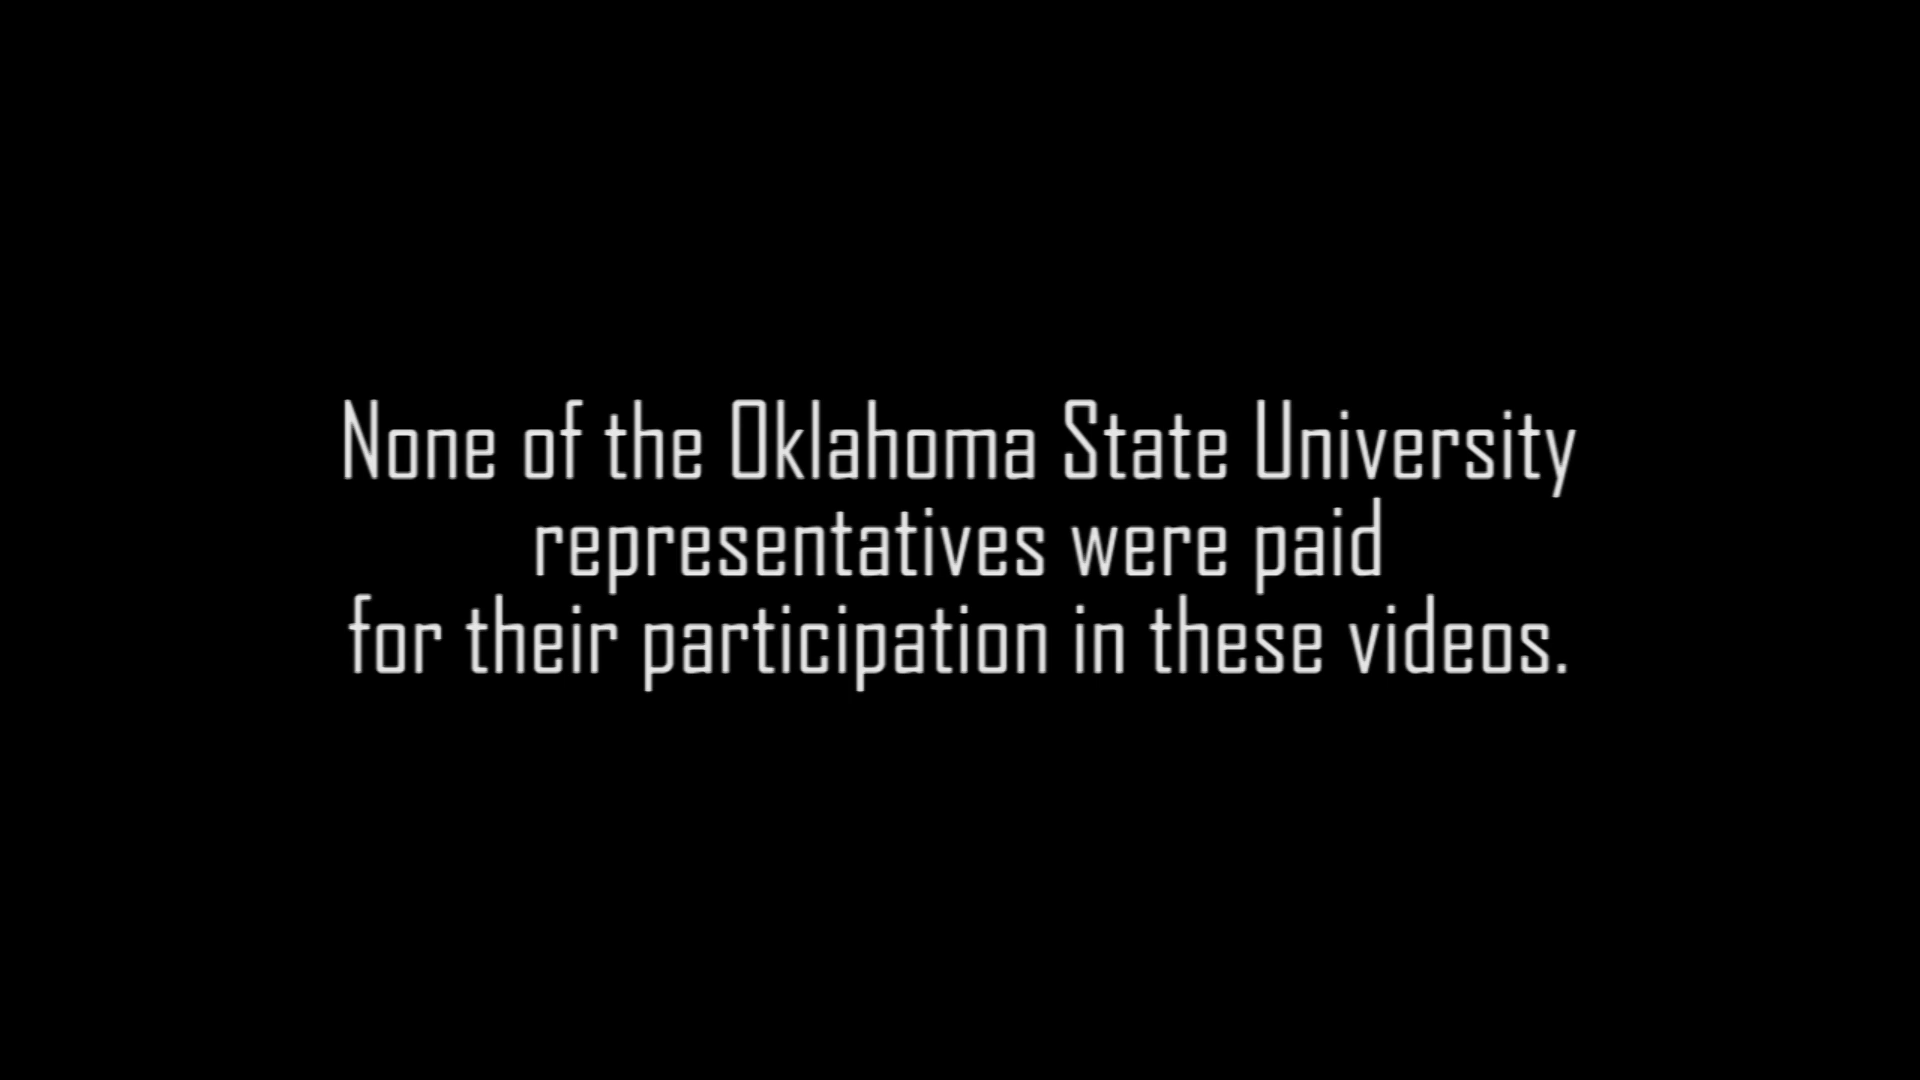 None of the Oklahoma State University
representatives were paid
for their participation in these videos.